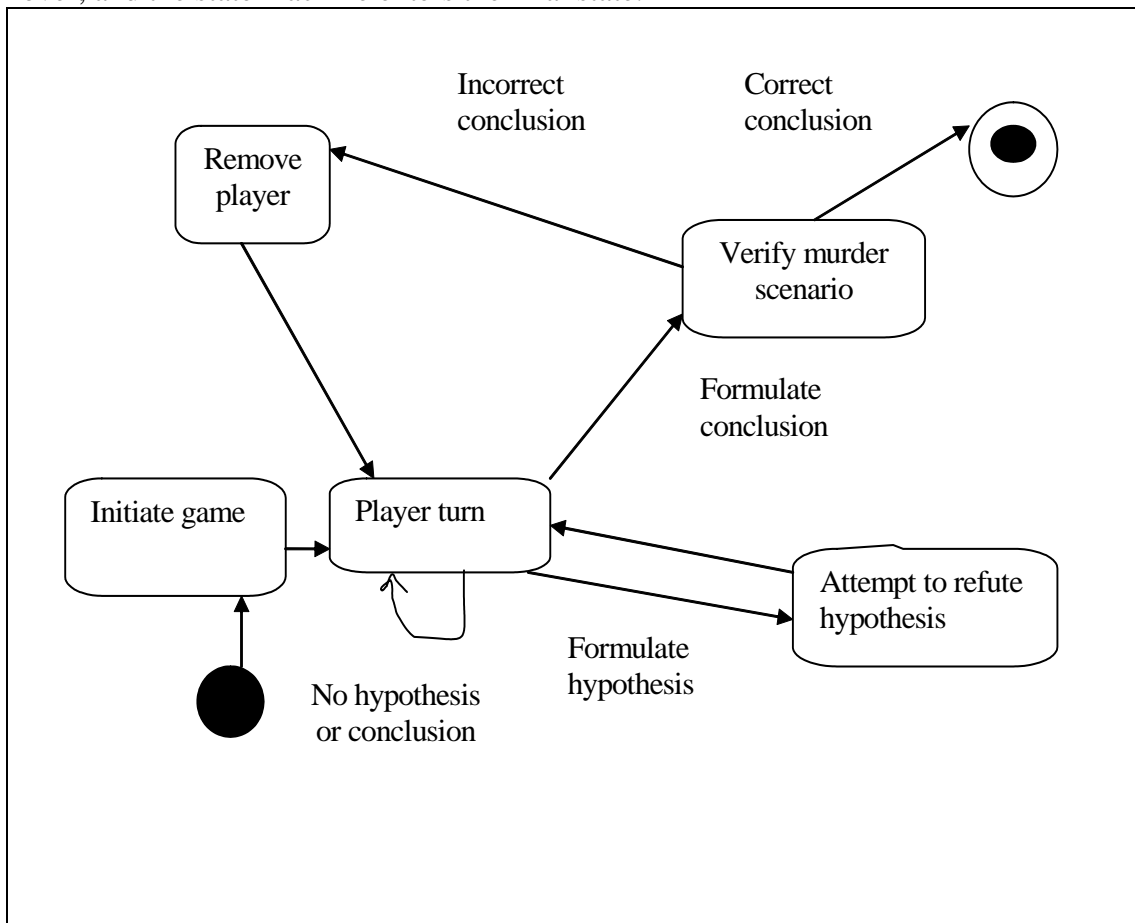 Incorrect
conclusion
Correct
conclusion
Remove
player
Verify murder
scenario
Formulate
conclusion
Initiate game
Player turn
Attempt to refute
hypothesis
Formulate
hypothesis
No hypothesis
or conclusion